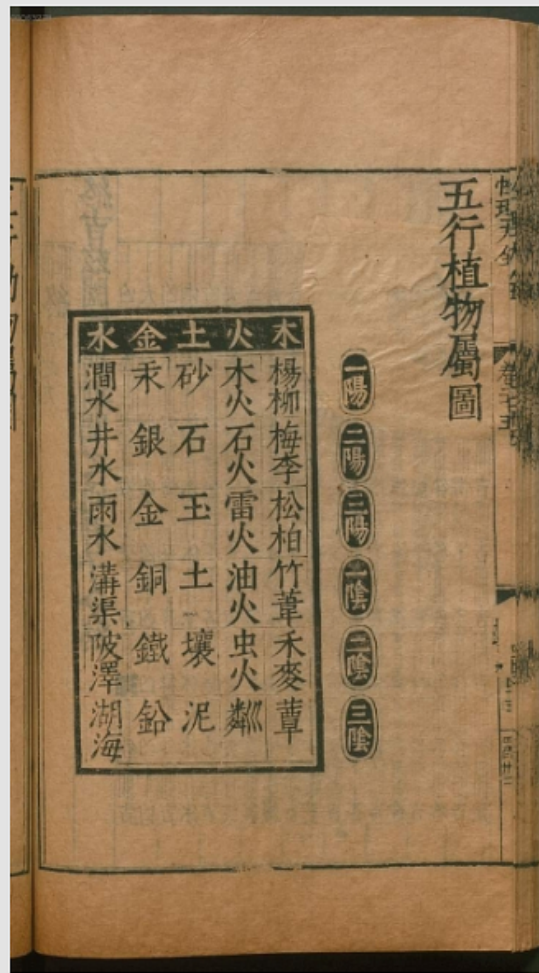 五行植物屬圖
一陽
二陽
三陽
一陰
二陰
三陰
木
火
土
金
水
楊柳 梅李 松柏 竹葦 禾麥 蕈
木火 石火 雷火 油火 虫火 燐
砂 石 玉 土 壤 泥
汞 銀 金 銅 鐵 鉛
澗水 井水 雨水 溝渠 陂澤 湖海